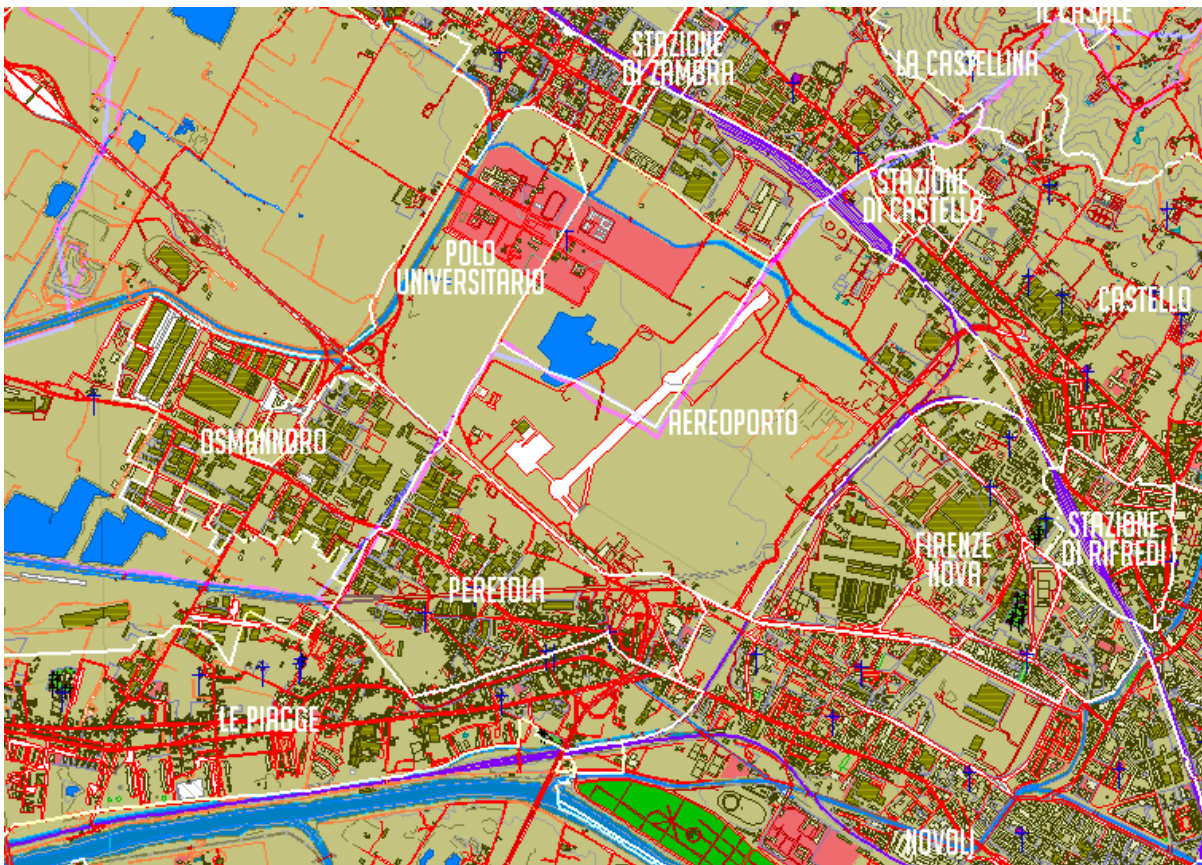 IL CASALE
STAZIONE
DI ZAMBRA
LA CASTELLINA
STAZIONE
DI CASTELLO
POLO
UNIVERSITARIO
CASTELLO
AEREOPORTO
OSMANNORO
STAZIONE
DI RIFREDI
FIRENZE
NOVA
PERETOLA
LE PIAGGE
NOVOLI